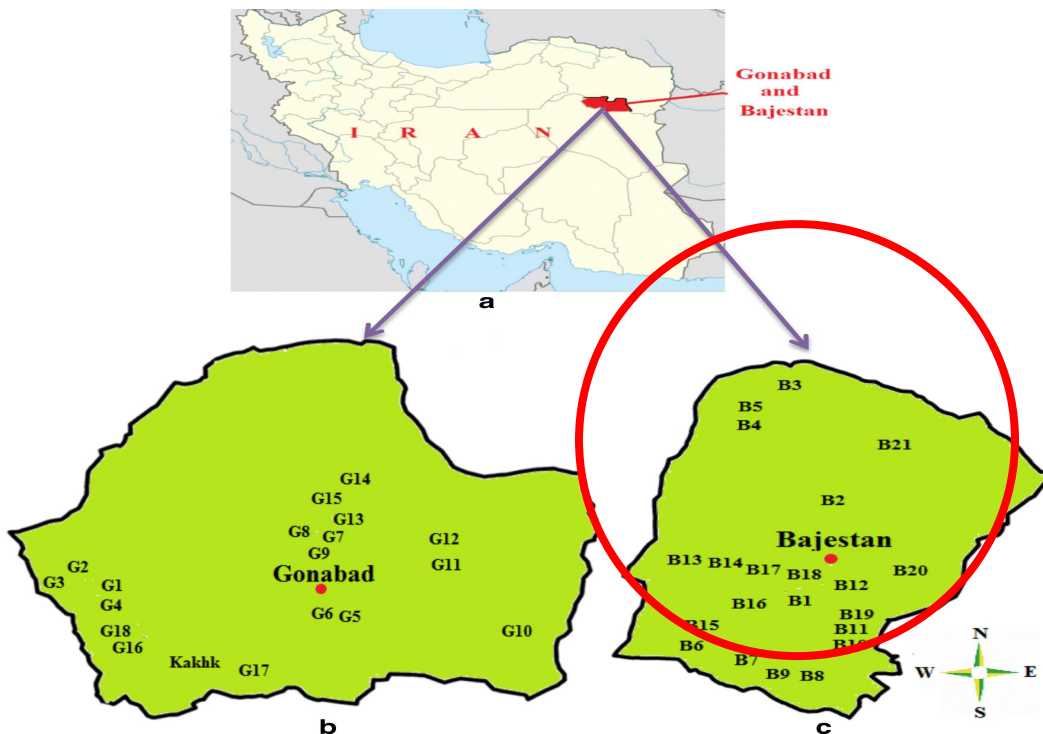 Gonabad
and
Bajestan
I R A N
a
B3
B5
B4
B21
G14
B2
G15
G13
G8
G7
G12
G9
Bajestan
G2
G11
B13
B14
B17
B18
B20
Gonabad
G3
G1
B12
G4
B16
B1
G6
G5
B19
G18
G10
B15
B11
G16
B6
N
Kakhk
G17
B7
B9
B8
W
E
S
b
c